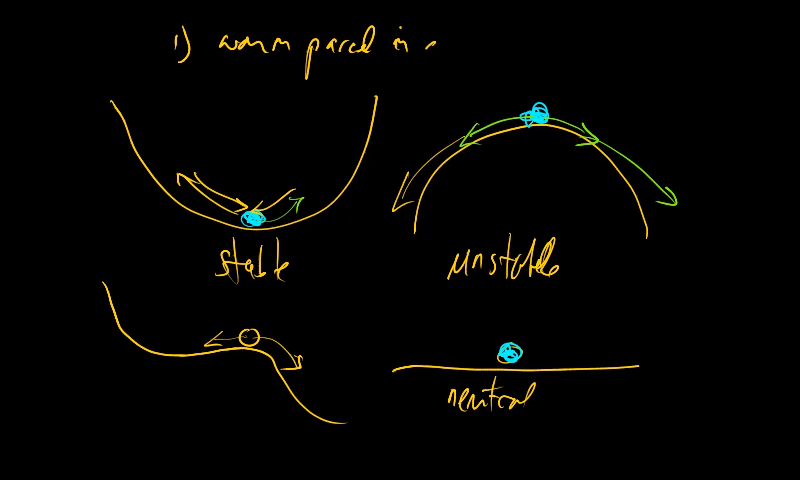 1) warm parcel in
stable
unstable
neutral